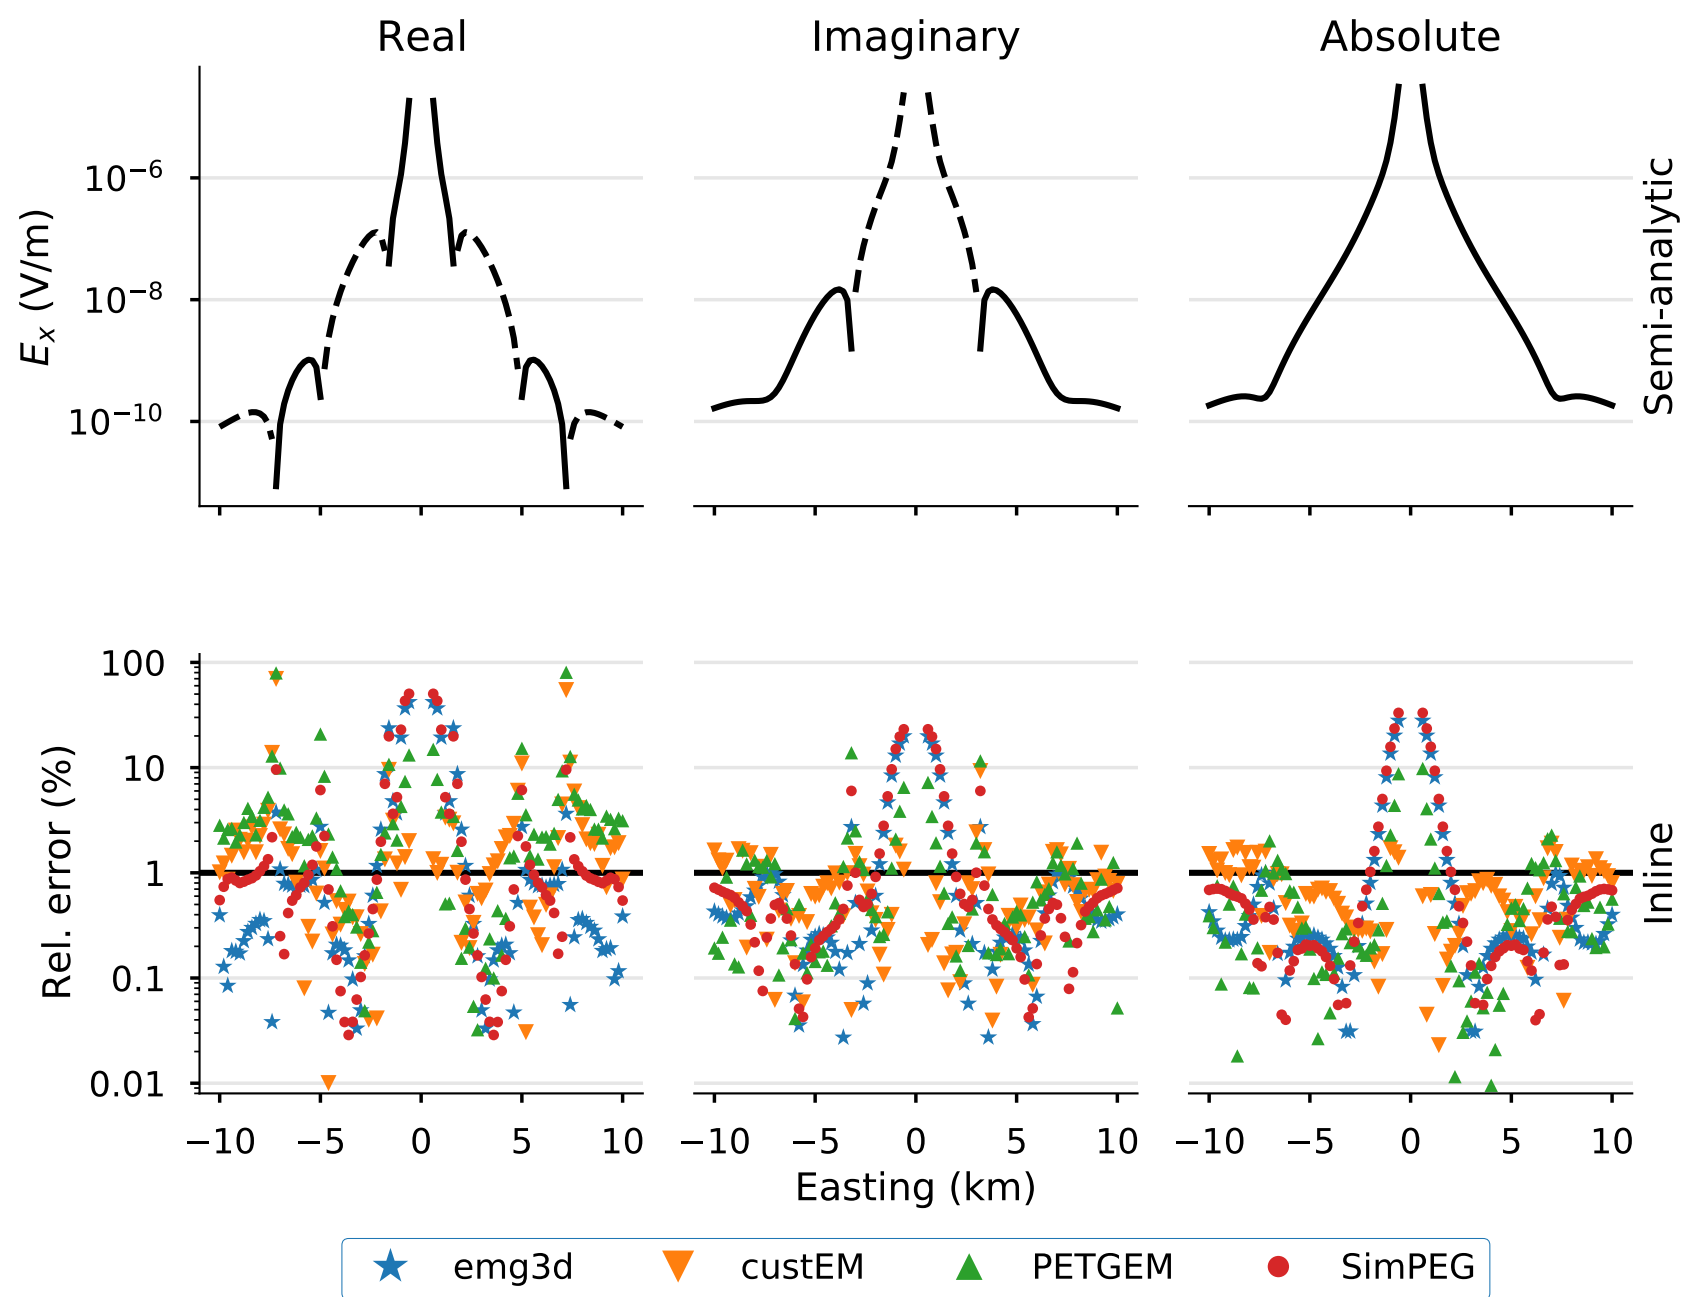 Real Imaginary Absolute
10⁻⁶
10⁻⁸
10⁻¹⁰
Eₓ (V/m)
Semi-analytic
100
10
1
0.1
0.01
Rel. error (%)
Inline
−10 −5 0 5 10 −10 −5 0 5 10 −10 −5 0 5 10
Easting (km)
emg3d custEM PETGEM SimPEG